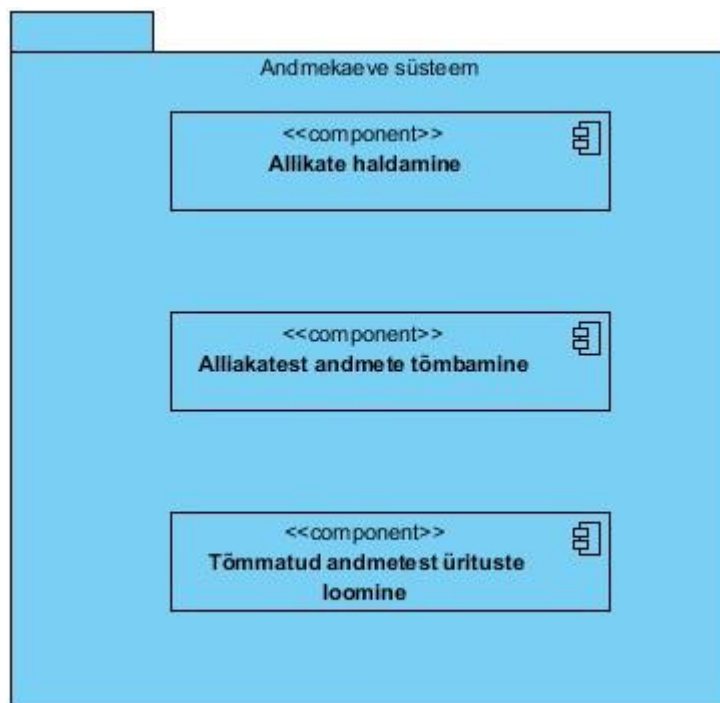 Andmekaeve süsteem
<<component>>
Allikate haldamine
<<component>>
Alliakatest andmete tõmbamine
<<component>>
Tõmmatud andmetest ürituste
loomine